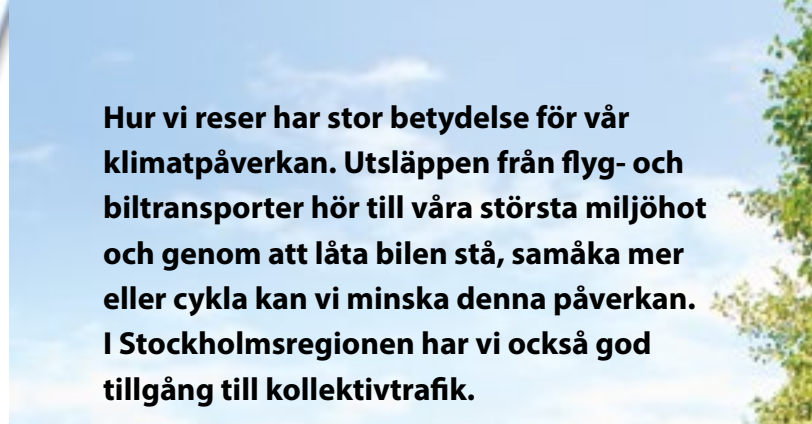 Hur vi reser har stor betydelse för vår
klimatpåverkan. Utsläppen från flyg- och
biltransporter hör till våra största miljöhot
och genom att låta bilen stå, samåka mer
eller cykla kan vi minska denna påverkan.
I Stockholmsregionen har vi också god
tillgång till kollektivtrafik.